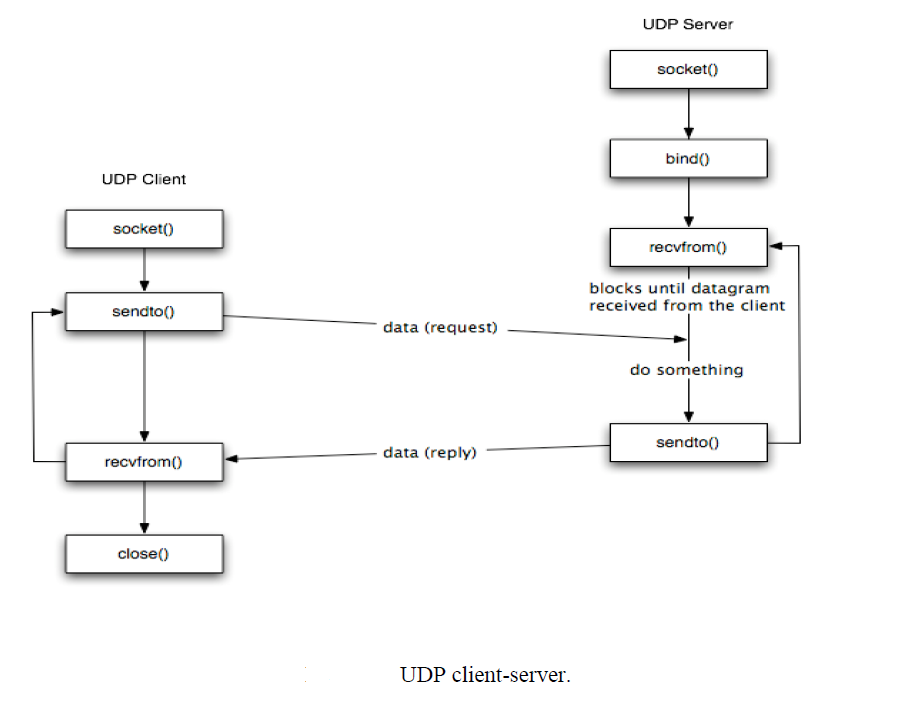 UDP Server
socket()
bind()
UDP Client
socket()
recvfrom()
blocks until datagram
received from the client
sendto()
data (request)
do something
sendto()
data (reply)
recvfrom()
close()
UDP client-server.